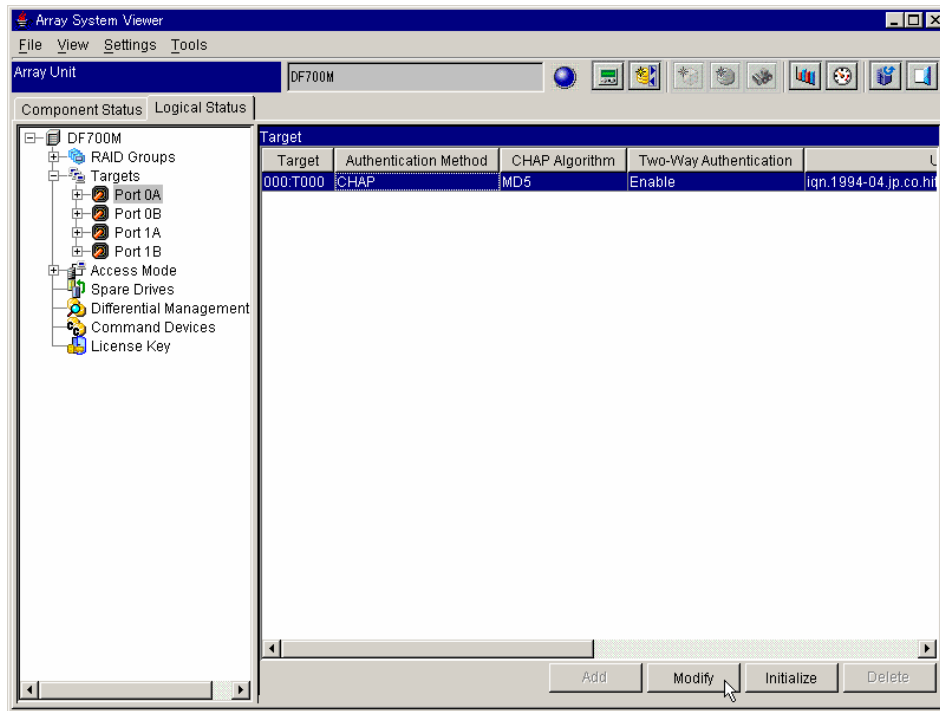 Array System Viewer
File View Settings Tools
Array Unit
DF700M
Component Status Logical Status
DF700M
RAID Groups
Targets
Port 0A
Port 0B
Port 1A
Port 1B
Access Mode
Spare Drives
Differential Management
Command Devices
License Key
Target
Target Authentication Method CHAP Algorithm Two-Way Authentication
000:T000 CHAP MD5 Enable iqn.1994-04.jp.co.hit
Add Modify Initialize Delete